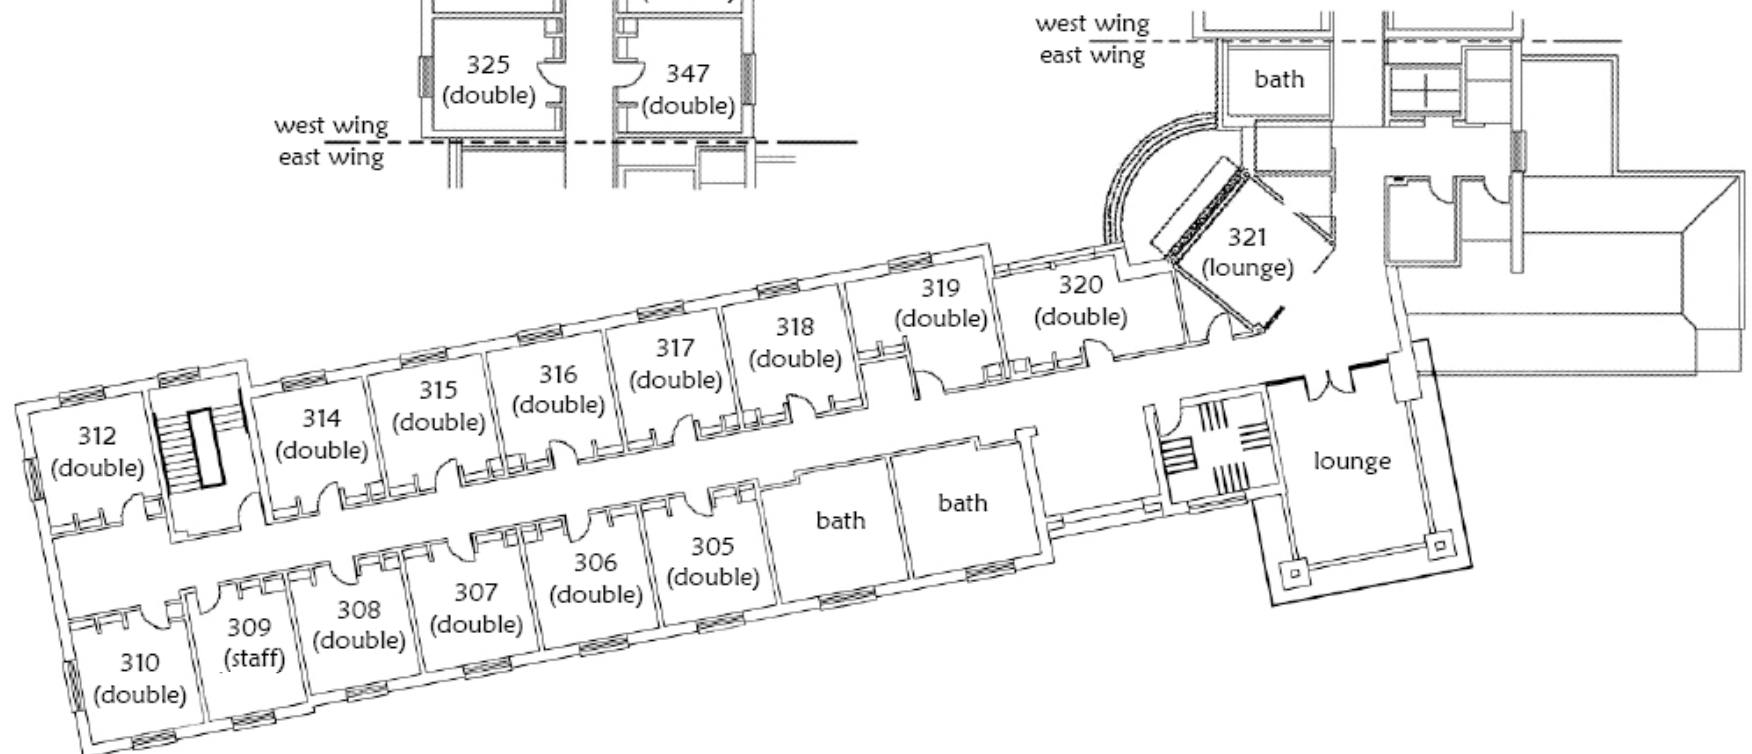 325
(double)
347
(double)
west wing
east wing
west wing
east wing
bath
321
(lounge)
320
(double)
319
(double)
318
(double)
317
(double)
316
(double)
315
(double)
314
(double)
312
(double)
lounge
bath
bath
305
(double)
306
(double)
307
(double)
308
(double)
309
(staff)
310
(double)